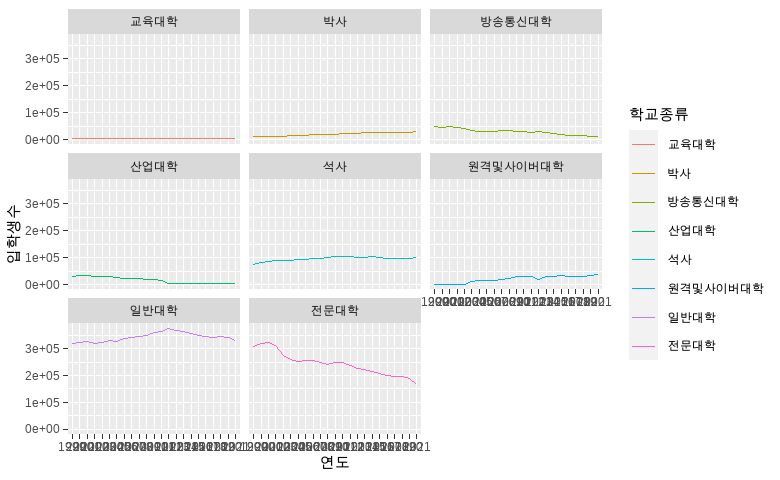 교육대학
박사
방송통신대학
3e+05
2e+05
1e+05
0e+00
산업대학
석사
원격및사이버대학
3e+05
2e+05
1e+05
0e+00
일반대학
전문대학
3e+05
2e+05
1e+05
0e+00
입학생수
연도
학교종류
교육대학
박사
방송통신대학
산업대학
석사
원격및사이버대학
일반대학
전문대학